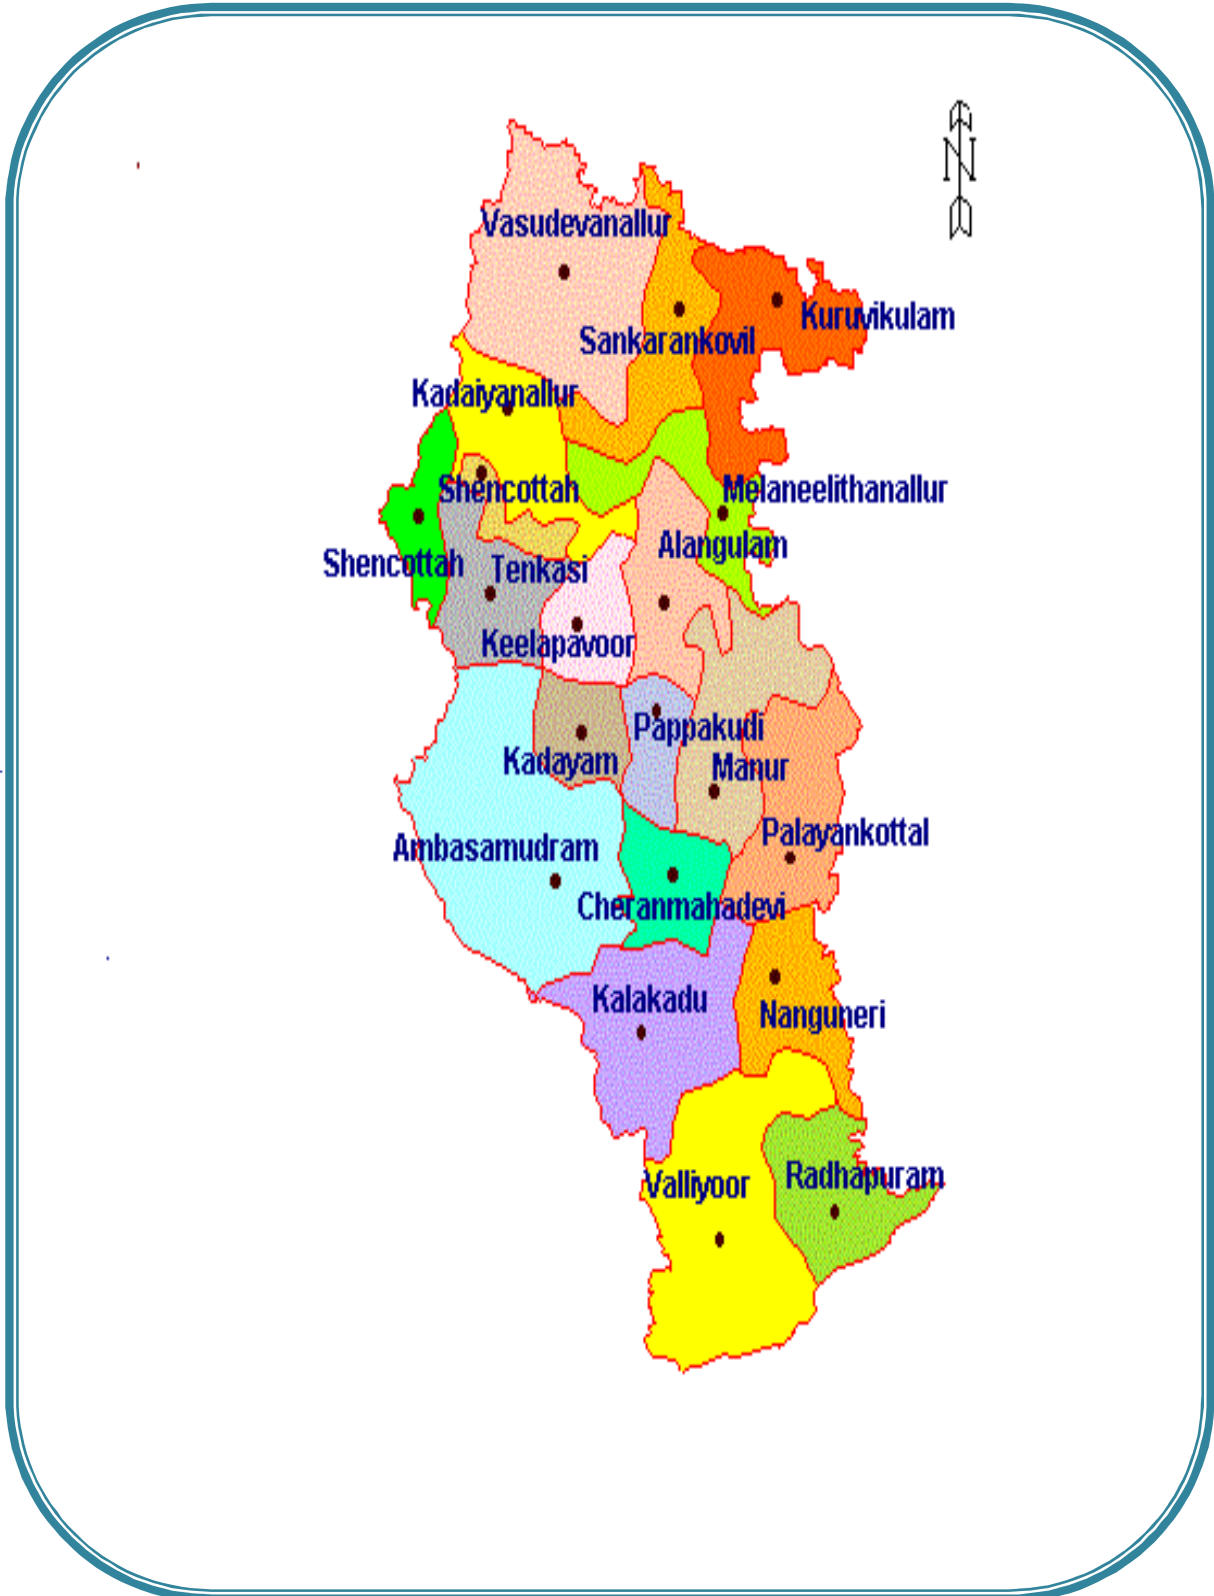 N
Vasudevanallur
Kuruvikulam
Sankarankovil
Kadaiyanallur
Shencottah
Melaneelithanallur
Alangulam
Shencottah
Tenkasi
Keelapavoor
Pappakudi
Kadayam
Manur
Palayankottal
Ambasamudram
Cheranmahadevi
Kalakadu
Nanguneri
Radhapuram
Valliyoor